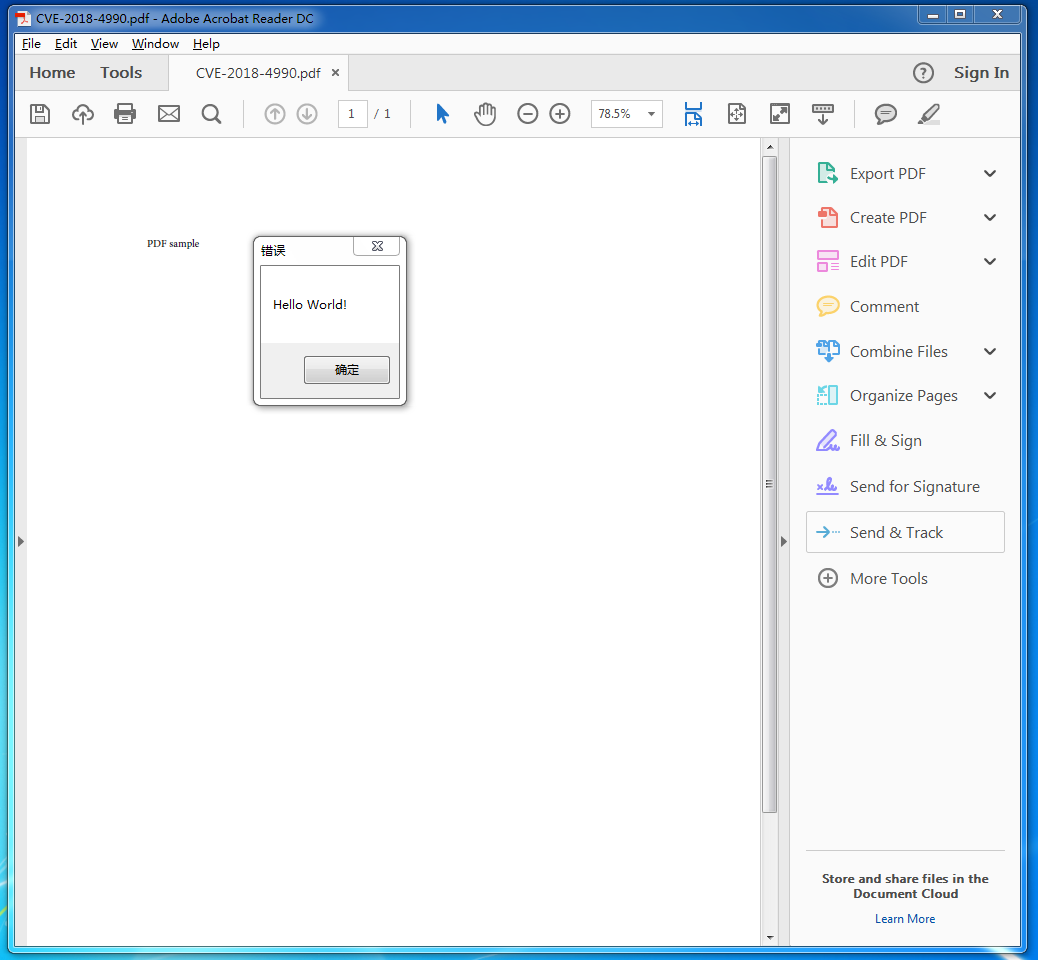 CVE-2018-4990.pdf - Adobe Acrobat Reader DC
File Edit View Window Help
Home Tools CVE-2018-4990.pdf × ? Sign In
1 / 1 78.5%
PDF sample
错误
Hello World!
确定
Export PDF
Create PDF
Edit PDF
Comment
Combine Files
Organize Pages
Fill & Sign
Send for Signature
Send & Track
More Tools
Store and share files in the
Document Cloud
Learn More